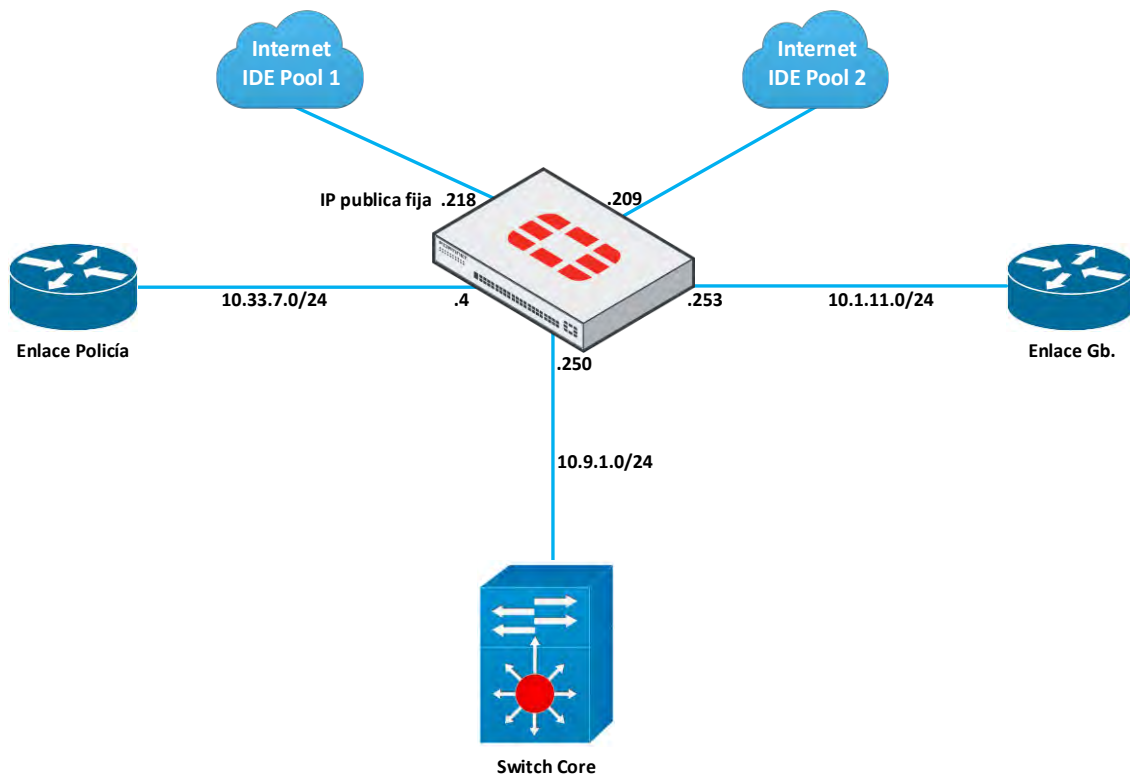 Internet
IDE Pool 1
Internet
IDE Pool 2
IP publica fija .218
.209
10.33.7.0/24
.4
.253
10.1.11.0/24
Enlace Policía
Enlace Gb.
.250
10.9.1.0/24
Switch Core